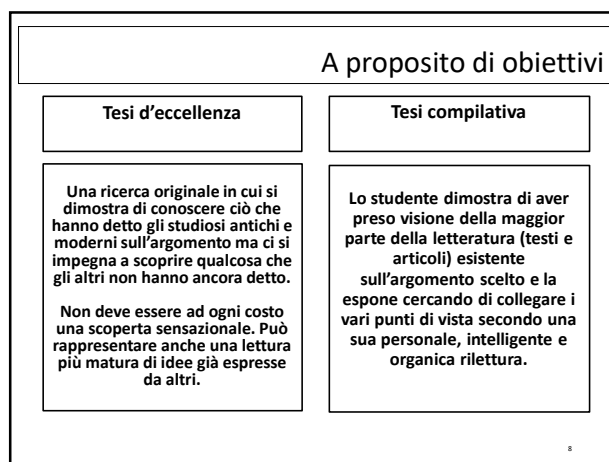 A proposito di obiettivi
Tesi d’eccellenza
Una ricerca originale in cui si
dimostra di conoscere ciò che
hanno detto gli studiosi antichi e
moderni sull’argomento ma ci si
impegna a scoprire qualcosa che
gli altri non hanno ancora detto.
Non deve essere ad ogni costo
una scoperta sensazionale. Può
rappresentare anche una lettura
più matura di idee già espresse
da altri.
Tesi compilativa
Lo studente dimostra di aver
preso visione della maggior
parte della letteratura (testi e
articoli) esistente
sull’argomento scelto e la
espone cercando di collegare i
vari punti di vista secondo una
sua personale, intelligente e
organica rilettura.
8